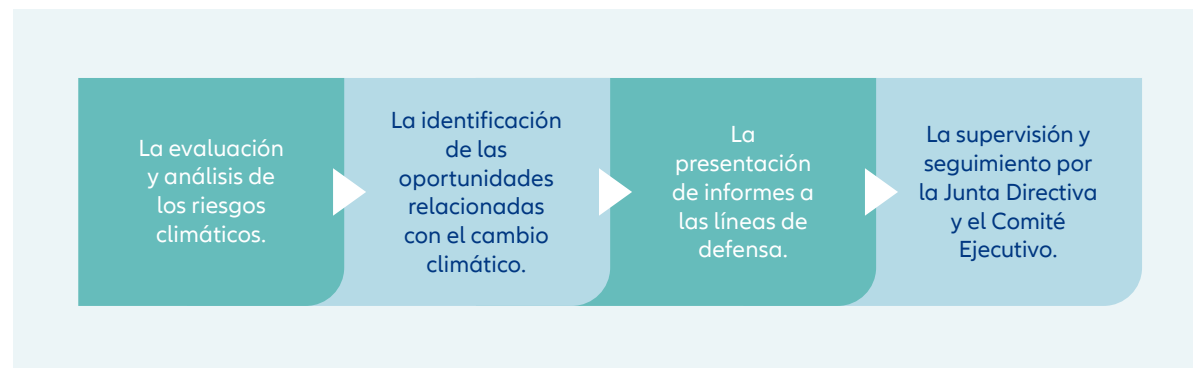 La evaluación
y análisis de
los riesgos
climáticos.
La identificación
de las
oportunidades
relacionadas
con el cambio
climático.
La
presentación
de informes a
las líneas de
defensa.
La supervisión y
seguimiento por
la Junta Directiva
y el Comité
Ejecutivo.